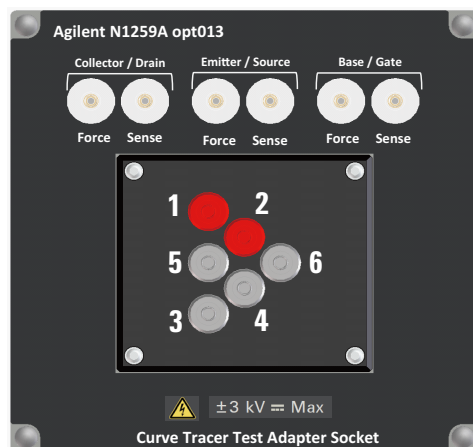 Agilent N1259A opt013
Collector / Drain Emitter / Source Base / Gate
Force Sense Force Sense Force Sense
1 2
5 6
3 4
±3 kV ⎓ Max
Curve Tracer Test Adapter Socket